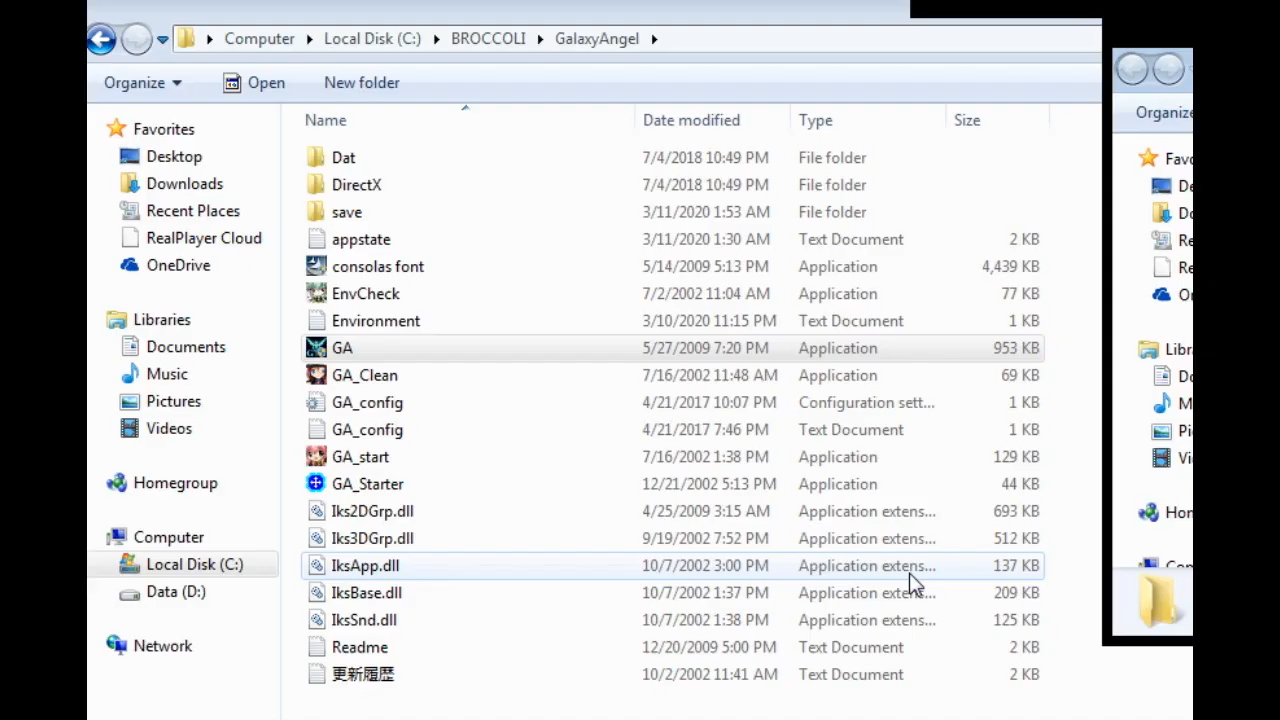 Computer Local Disk (C:) BROCCOLI GalaxyAngel
Organize Open New folder
Name Date modified Type Size
Favorites
Desktop
Downloads
Recent Places
RealPlayer Cloud
OneDrive
Libraries
Documents
Music
Pictures
Videos
Homegroup
Computer
Local Disk (C:)
Data (D:)
Network
Dat 7/4/2018 10:49 PM File folder
DirectX 7/4/2018 10:49 PM File folder
save 3/11/2020 1:53 AM File folder
appstate 3/11/2020 1:30 AM Text Document 2 KB
consolas font 5/14/2009 5:13 PM Application 4,439 KB
EnvCheck 7/2/2002 11:04 AM Application 77 KB
Environment 3/10/2020 11:15 PM Text Document 1 KB
GA 5/27/2009 7:20 PM Application 953 KB
GA_Clean 7/16/2002 11:48 AM Application 69 KB
GA_config 4/21/2017 10:07 PM Configuration sett... 1 KB
GA_config 4/21/2017 7:46 PM Text Document 1 KB
GA_start 7/16/2002 1:38 PM Application 129 KB
GA_Starter 12/21/2002 5:13 PM Application 44 KB
Iks2DGrp.dll 4/25/2009 3:15 AM Application extens... 693 KB
Iks3DGrp.dll 9/19/2002 7:52 PM Application extens... 512 KB
IksApp.dll 10/7/2002 3:00 PM Application extens... 137 KB
IksBase.dll 10/7/2002 1:37 PM Application extens... 209 KB
IksSnd.dll 10/7/2002 1:38 PM Application extens... 125 KB
Readme 12/20/2009 5:00 PM Text Document 2 KB
更新履歴 10/2/2002 11:41 AM Text Document 2 KB
Organize